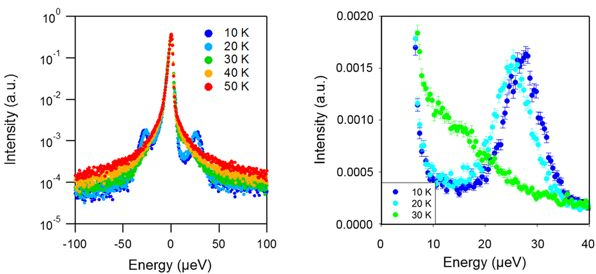 10⁰
10⁻¹
10⁻²
10⁻³
10⁻⁴
10⁻⁵
Intensity (a.u.)
10 K
20 K
30 K
40 K
50 K
-100
-50
0
50
100
Energy (µeV)
0.0020
0.0015
0.0010
0.0005
0.0000
Intensity (a.u.)
10 K
20 K
30 K
0
10
20
30
40
Energy (µeV)